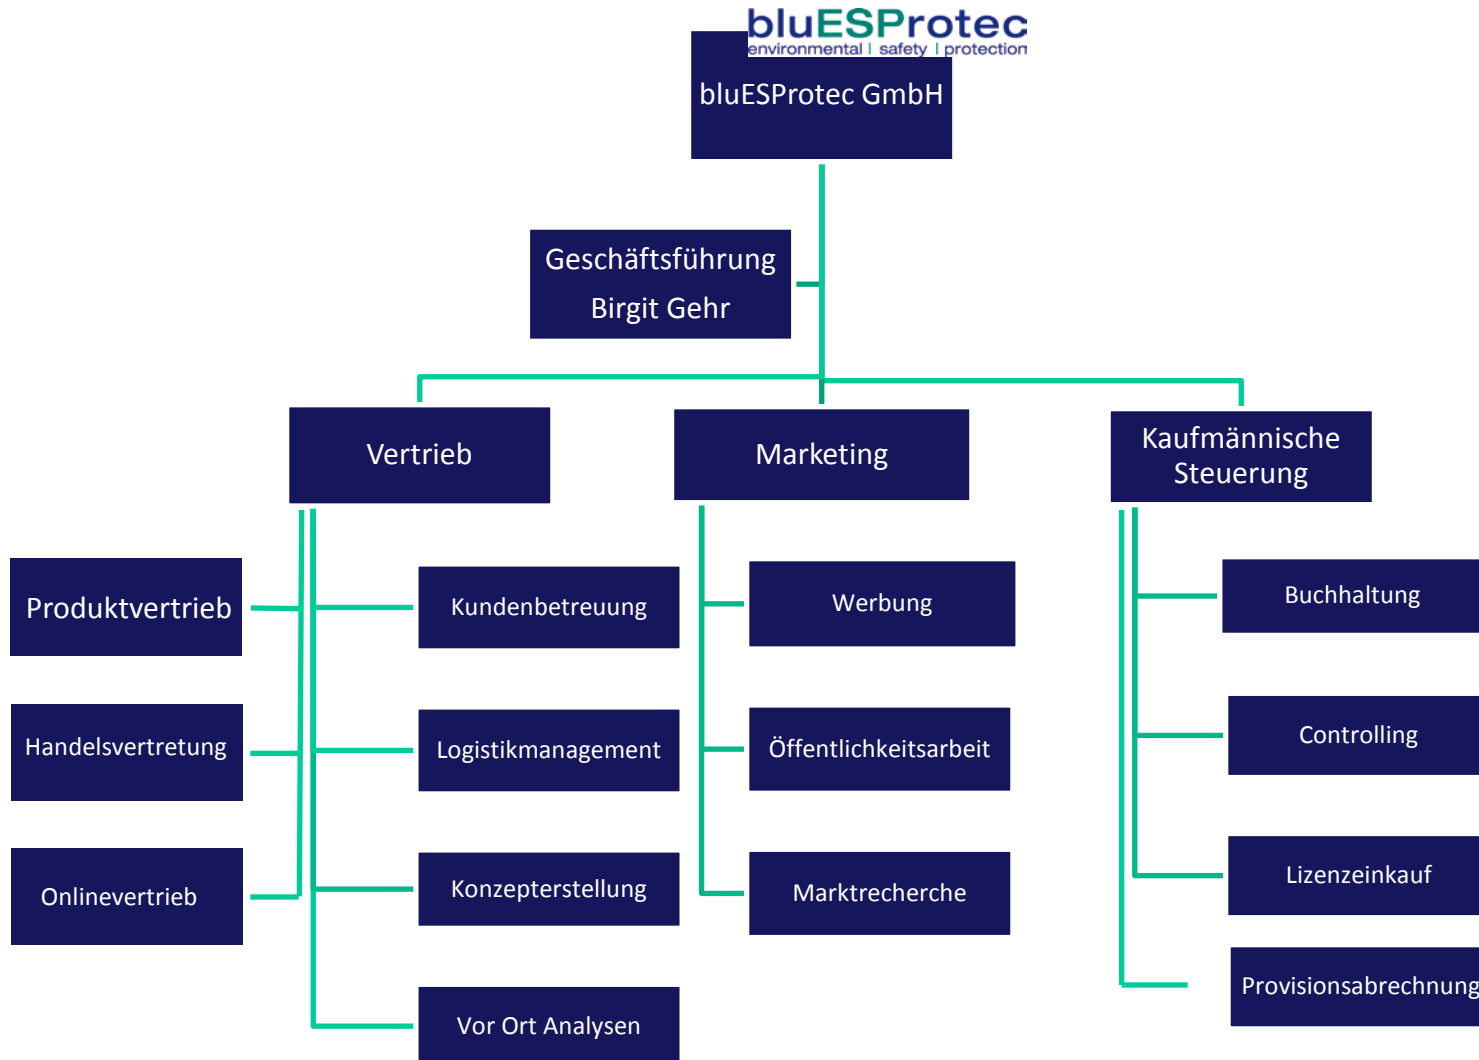 bluESProtec
environmental | safety | protection
bluESProtec GmbH
Geschäftsführung
Birgit Gehr
Vertrieb
Marketing
Kaufmännische
Steuerung
Produktvertrieb
Kundenbetreuung
Werbung
Buchhaltung
Handelsvertretung
Logistikmanagement
Öffentlichkeitsarbeit
Controlling
Onlinevertrieb
Konzepterstellung
Marktrecherche
Lizenzeinkauf
Provisionsabrechnung
Vor Ort Analysen